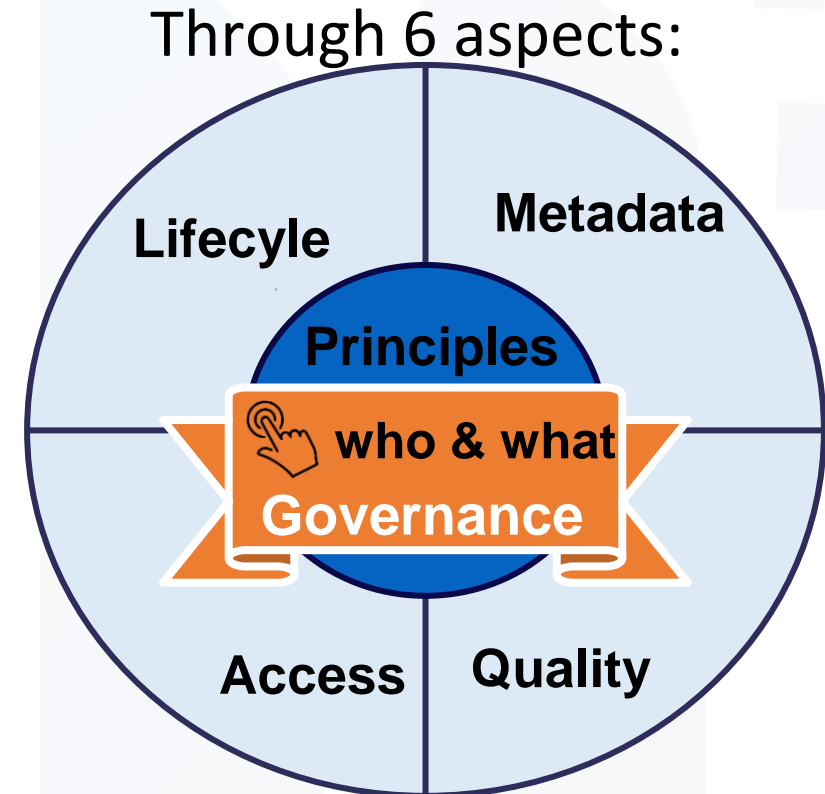 Through 6 aspects:
Lifecyle
Metadata
Principles
who & what
Governance
Access
Quality